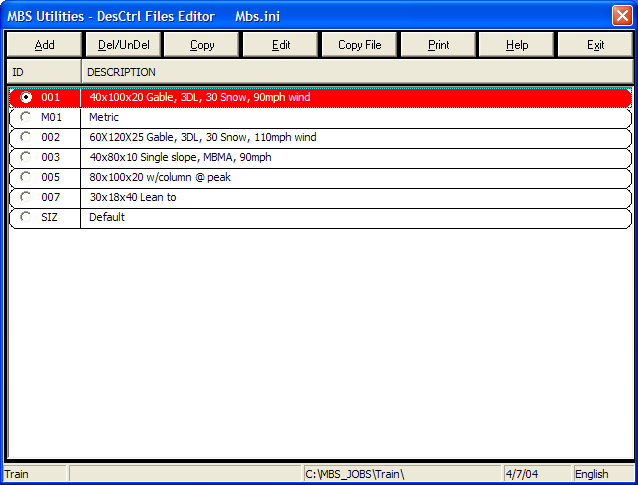 MBS Utilities - DesCtrl Files Editor Mbs.ini
Add Del/UnDel Copy Edit Copy File Print Help Exit
ID DESCRIPTION
001 40x100x20 Gable, 3DL, 30 Snow, 90mph wind
M01 Metric
002 60X120X25 Gable, 3DL, 30 Snow, 110mph wind
003 40x80x10 Single slope, MBMA, 90mph
005 80x100x20 w/column @ peak
007 30x18x40 Lean to
SIZ Default
Train C:\MBS_JOBS\Train\ 4/7/04 English